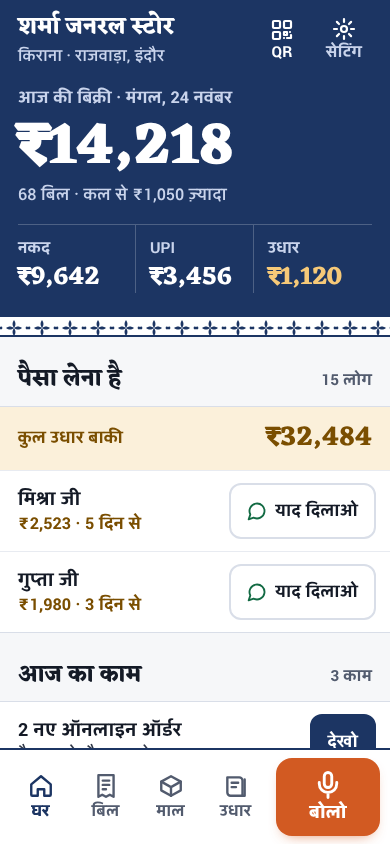 शर्मा जनरल स्टोर
किराना · राजवाड़ा, इंदौर
QR
सेटिंग
आज की बिक्री · मंगल, 24 नवंबर
₹14,218
68 बिल · कल से ₹1,050 ज़्यादा
नकद
₹9,642
UPI
₹3,456
उधार
₹1,120
पैसा लेना है
15 लोग
कुल उधार बाकी
₹32,484
मिश्रा जी
₹2,523 · 5 दिन से
याद दिलाओ
गुप्ता जी
₹1,980 · 3 दिन से
याद दिलाओ
आज का काम
3 काम
2 नए ऑनलाइन ऑर्डर
देखो
घर
बिल
माल
उधार
बोलो